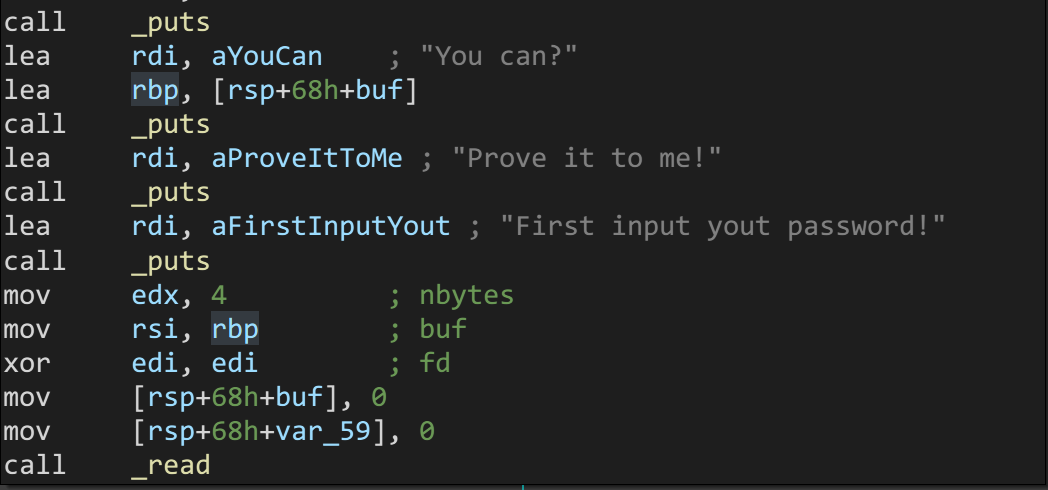 call _puts
lea rdi, aYouCan ; "You can?"
lea rbp, [rsp+68h+buf]
call _puts
lea rdi, aProveItToMe ; "Prove it to me!"
call _puts
lea rdi, aFirstInputYout ; "First input yout password!"
call _puts
mov edx, 4 ; nbytes
mov rsi, rbp ; buf
xor edi, edi ; fd
mov [rsp+68h+buf], 0
mov [rsp+68h+var_59], 0
call _read